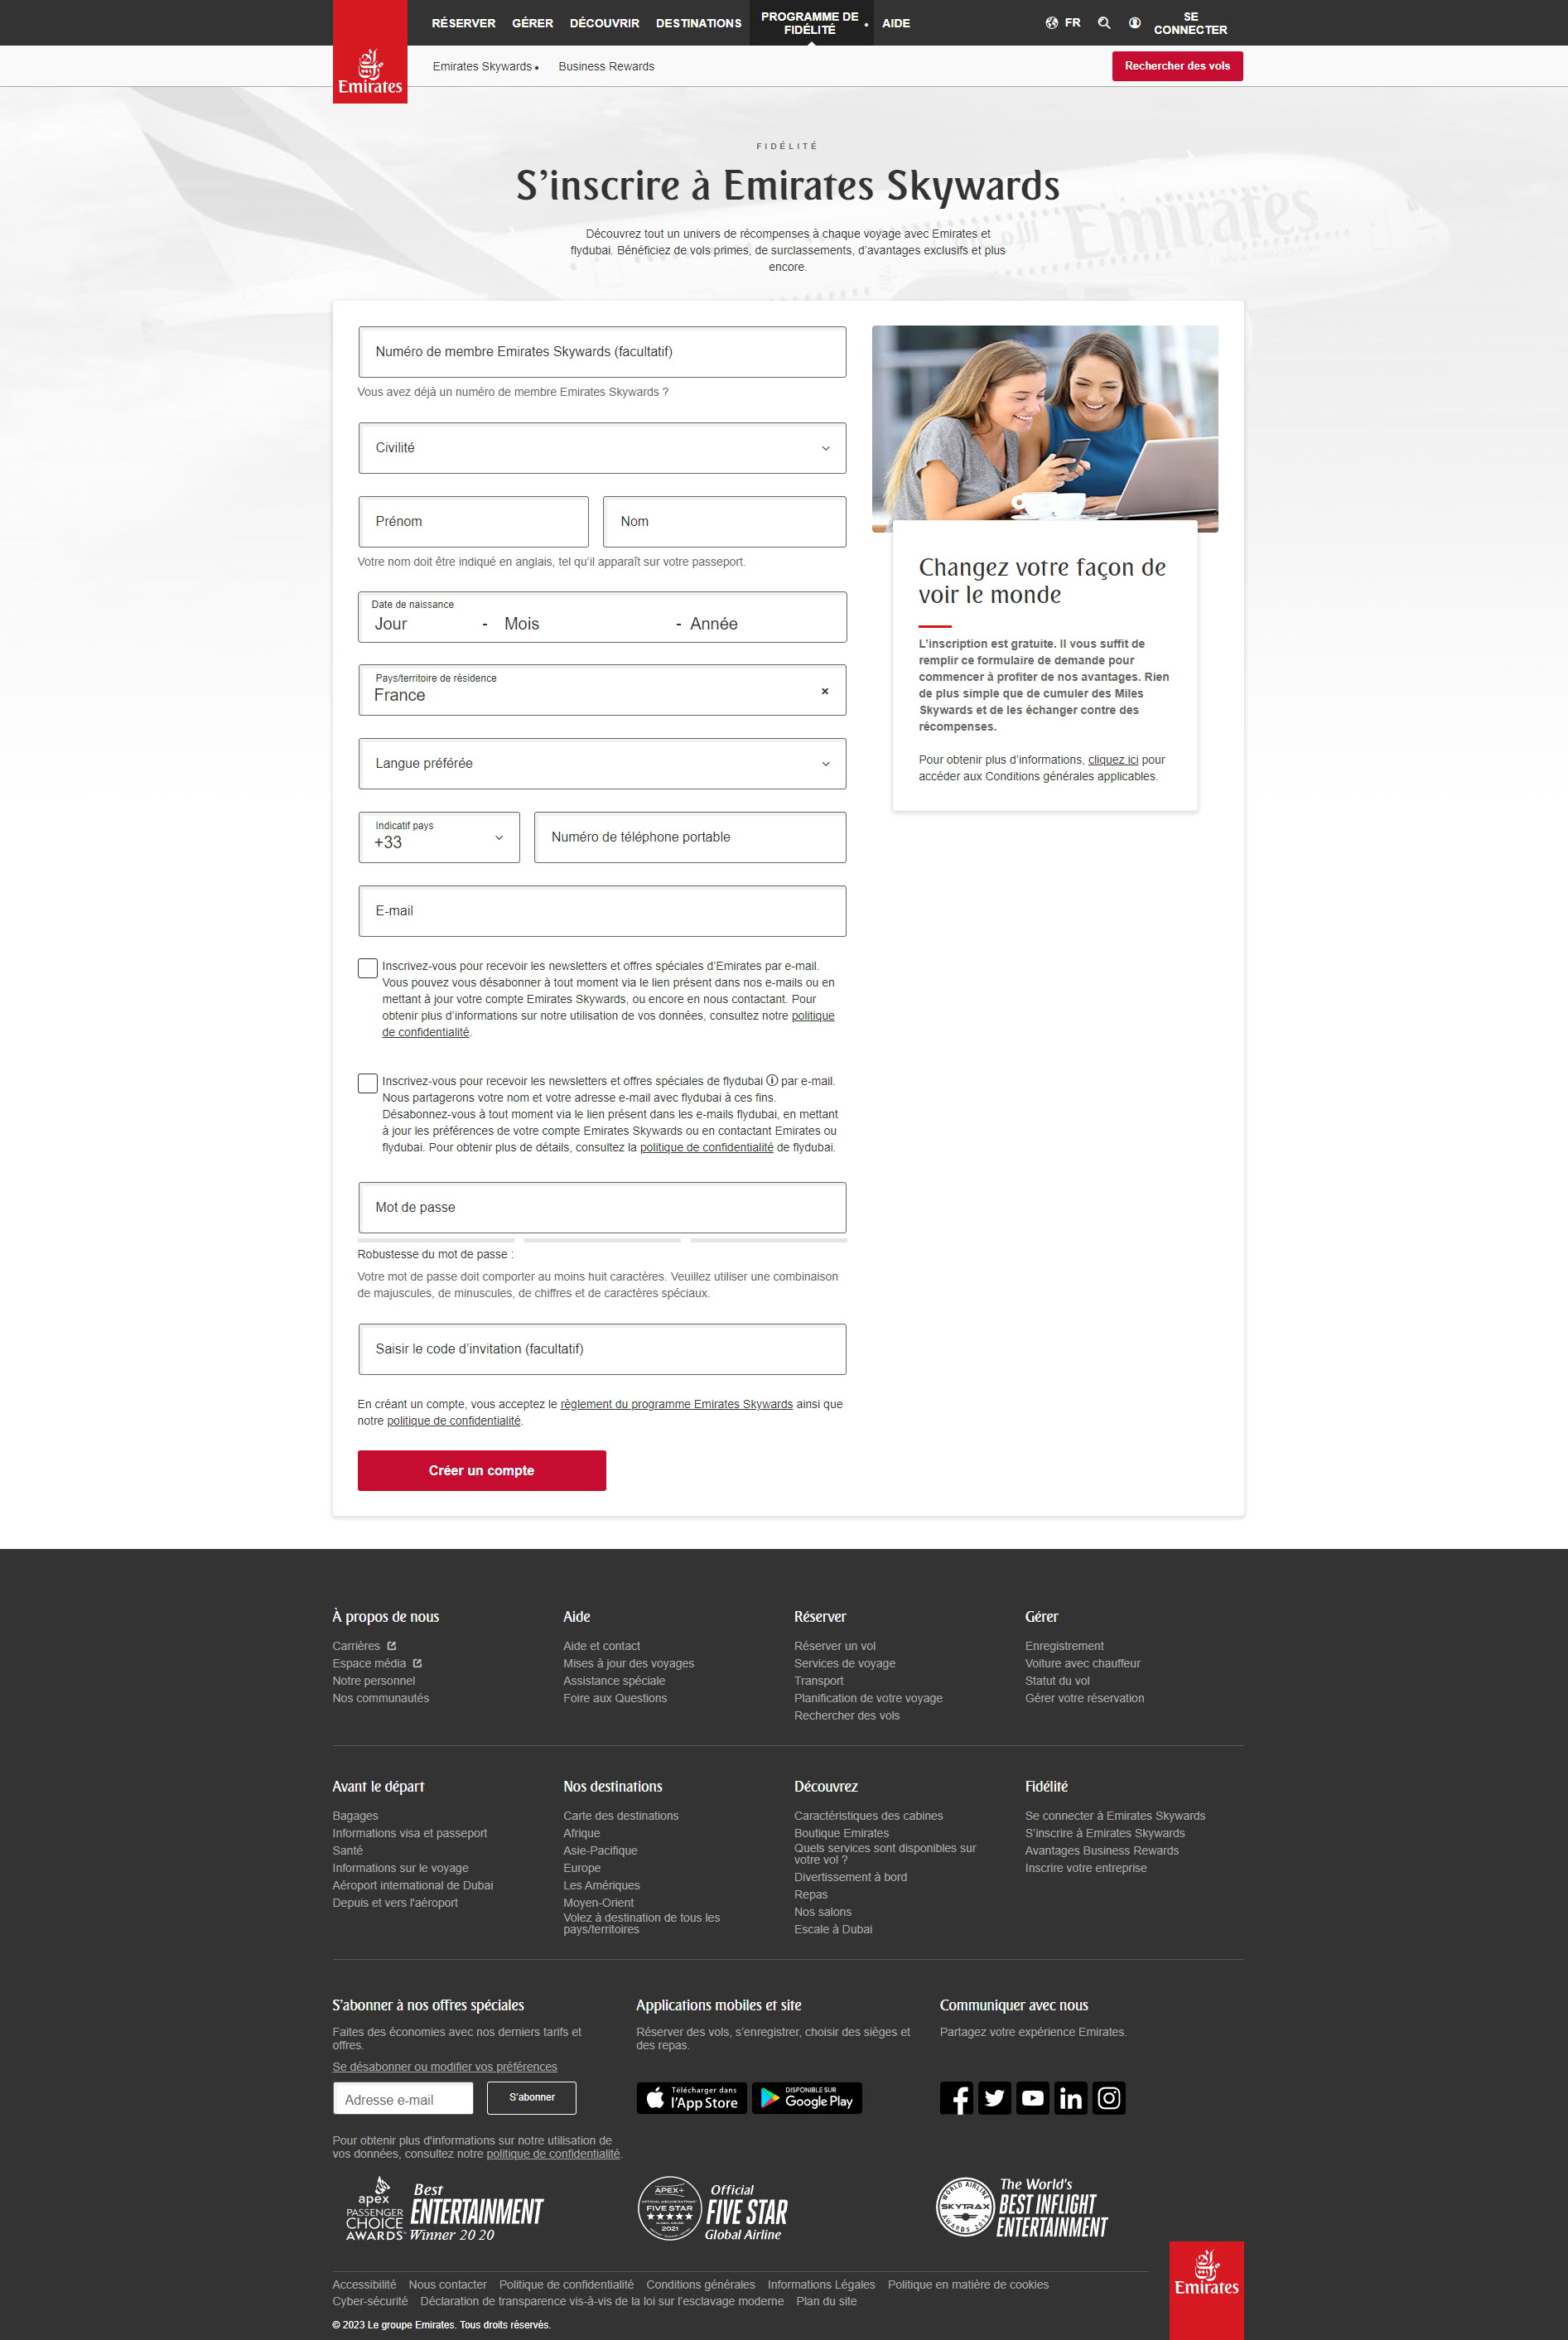 RÉSERVER GÉRER DÉCOUVRIR DESTINATIONS PROGRAMME DE FIDÉLITÉ AIDE FR SE CONNECTER
Emirates
Emirates Skywards Business Rewards Rechercher des vols
FIDÉLITÉ
S’inscrire à Emirates Skywards
Découvrez tout un univers de récompenses à chaque voyage avec Emirates et
flydubai. Bénéficiez de vols primes, de surclassements, d’avantages exclusifs et plus
encore.
Emirates
Numéro de membre Emirates Skywards (facultatif)
Vous avez déjà un numéro de membre Emirates Skywards ?
Civilité
Prénom Nom
Votre nom doit être indiqué en anglais, tel qu’il apparaît sur votre passeport.
Date de naissance
Jour - Mois - Année
Pays/territoire de résidence
France
Langue préférée
Indicatif pays
+33
Numéro de téléphone portable
E-mail
Inscrivez-vous pour recevoir les newsletters et offres spéciales d’Emirates par e-mail.
Vous pouvez vous désabonner à tout moment via le lien présent dans nos e-mails ou en
mettant à jour votre compte Emirates Skywards, ou encore en nous contactant. Pour
obtenir plus d’informations sur notre utilisation de vos données, consultez notre politique
de confidentialité.
Inscrivez-vous pour recevoir les newsletters et offres spéciales de flydubai par e-mail.
Nous partagerons votre nom et votre adresse e-mail avec flydubai à ces fins.
Désabonnez-vous à tout moment via le lien présent dans les e-mails flydubai, en mettant
à jour les préférences de votre compte Emirates Skywards ou en contactant Emirates ou
flydubai. Pour obtenir plus de détails, consultez la politique de confidentialité de flydubai.
Mot de passe
Robustesse du mot de passe :
Votre mot de passe doit comporter au moins huit caractères. Veuillez utiliser une combinaison
de majuscules, de minuscules, de chiffres et de caractères spéciaux.
Saisir le code d’invitation (facultatif)
En créant un compte, vous acceptez le règlement du programme Emirates Skywards ainsi que
notre politique de confidentialité.
Créer un compte
Changez votre façon de
voir le monde
L’inscription est gratuite. Il vous suffit de
remplir ce formulaire de demande pour
commencer à profiter de nos avantages. Rien
de plus simple que de cumuler des Miles
Skywards et de les échanger contre des
récompenses.
Pour obtenir plus d’informations, cliquez ici pour
accéder aux Conditions générales applicables.
À propos de nous
Carrières
Espace média
Notre personnel
Nos communautés
Aide
Aide et contact
Mises à jour des voyages
Assistance spéciale
Foire aux Questions
Réserver
Réserver un vol
Services de voyage
Transport
Planification de votre voyage
Rechercher des vols
Gérer
Enregistrement
Voiture avec chauffeur
Statut du vol
Gérer votre réservation
Avant le départ
Bagages
Informations visa et passeport
Santé
Informations sur le voyage
Aéroport international de Dubai
Depuis et vers l'aéroport
Nos destinations
Carte des destinations
Afrique
Asie-Pacifique
Europe
Les Amériques
Moyen-Orient
Volez à destination de tous les
pays/territoires
Découvrez
Caractéristiques des cabines
Boutique Emirates
Quels services sont disponibles sur
votre vol ?
Divertissement à bord
Repas
Nos salons
Escale à Dubai
Fidélité
Se connecter à Emirates Skywards
S’inscrire à Emirates Skywards
Avantages Business Rewards
Inscrire votre entreprise
S’abonner à nos offres spéciales
Faites des économies avec nos derniers tarifs et
offres.
Se désabonner ou modifier vos préférences
Adresse e-mail S’abonner
Pour obtenir plus d'informations sur notre utilisation de
vos données, consultez notre politique de confidentialité.
Applications mobiles et site
Réserver des vols, s’enregistrer, choisir des sièges et
des repas.
Télécharger dans
l’App Store
DISPONIBLE SUR
Google Play
Communiquer avec nous
Partagez votre expérience Emirates.
apex
PASSENGER
CHOICE
AWARDS
Best
ENTERTAINMENT
Winner 2020
APEX+
FIVE STAR
2021
Official
FIVE STAR
Global Airline
WORLD AIRLINE
SKYTRAX
AWARDS
The World's
BEST INFLIGHT
ENTERTAINMENT
Accessibilité Nous contacter Politique de confidentialité Conditions générales Informations Légales Politique en matière de cookies
Cyber-sécurité Déclaration de transparence vis-à-vis de la loi sur l’esclavage moderne Plan du site
© 2023 Le groupe Emirates. Tous droits réservés.
Emirates